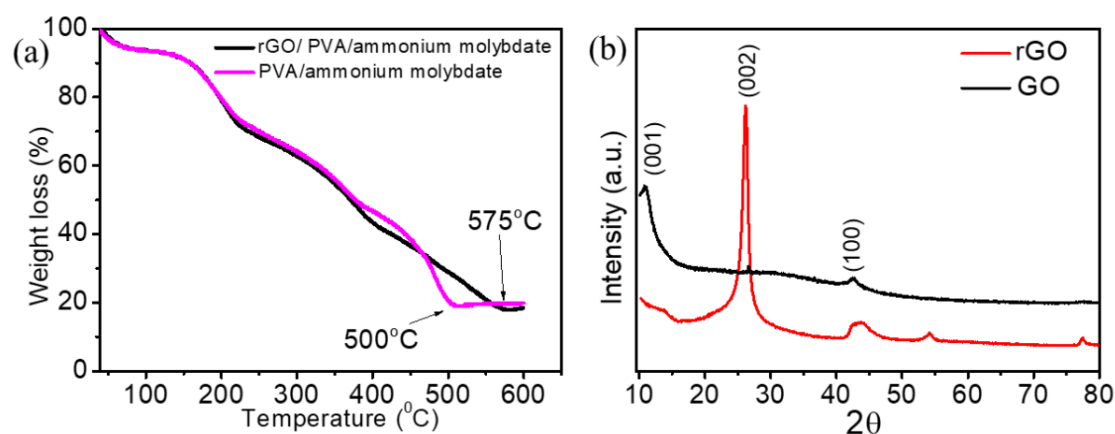 (a)
rGO/ PVA/ammonium molybdate
PVA/ammonium molybdate
Weight loss (%)
100
80
60
40
20
0
575°C
500°C
100 200 300 400 500 600
Temperature (⁰C)
(b)
rGO
GO
(001)
(002)
(100)
Intensity (a.u.)
10 20 30 40 50 60 70 80
2θ